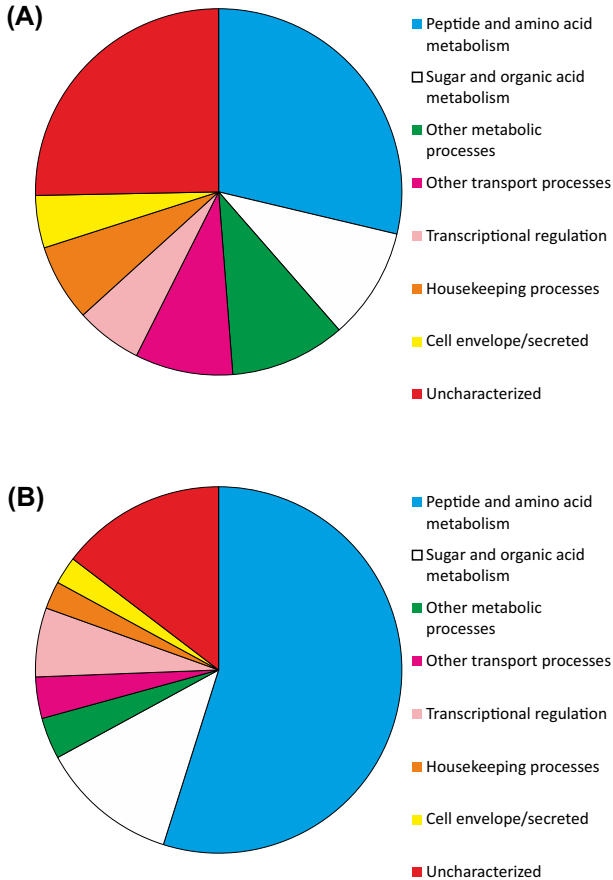 (A)
Peptide and amino acid
metabolism
Sugar and organic acid
metabolism
Other metabolic
processes
Other transport processes
Transcriptional regulation
Housekeeping processes
Cell envelope/secreted
Uncharacterized
(B)
Peptide and amino acid
metabolism
Sugar and organic acid
metabolism
Other metabolic
processes
Other transport processes
Transcriptional regulation
Housekeeping processes
Cell envelope/secreted
Uncharacterized